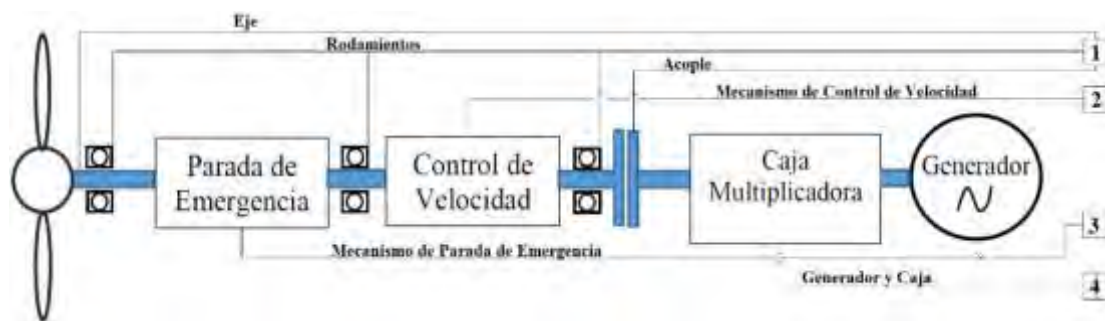 Eje
Rodamientos
1
Acople
Mecanismo de Control de Velocidad
2
Parada de
Emergencia
Control de
Velocidad
Caja
Multiplicadora
Generador
3
Mecanismo de Parada de Emergencia
Generador y Caja
4